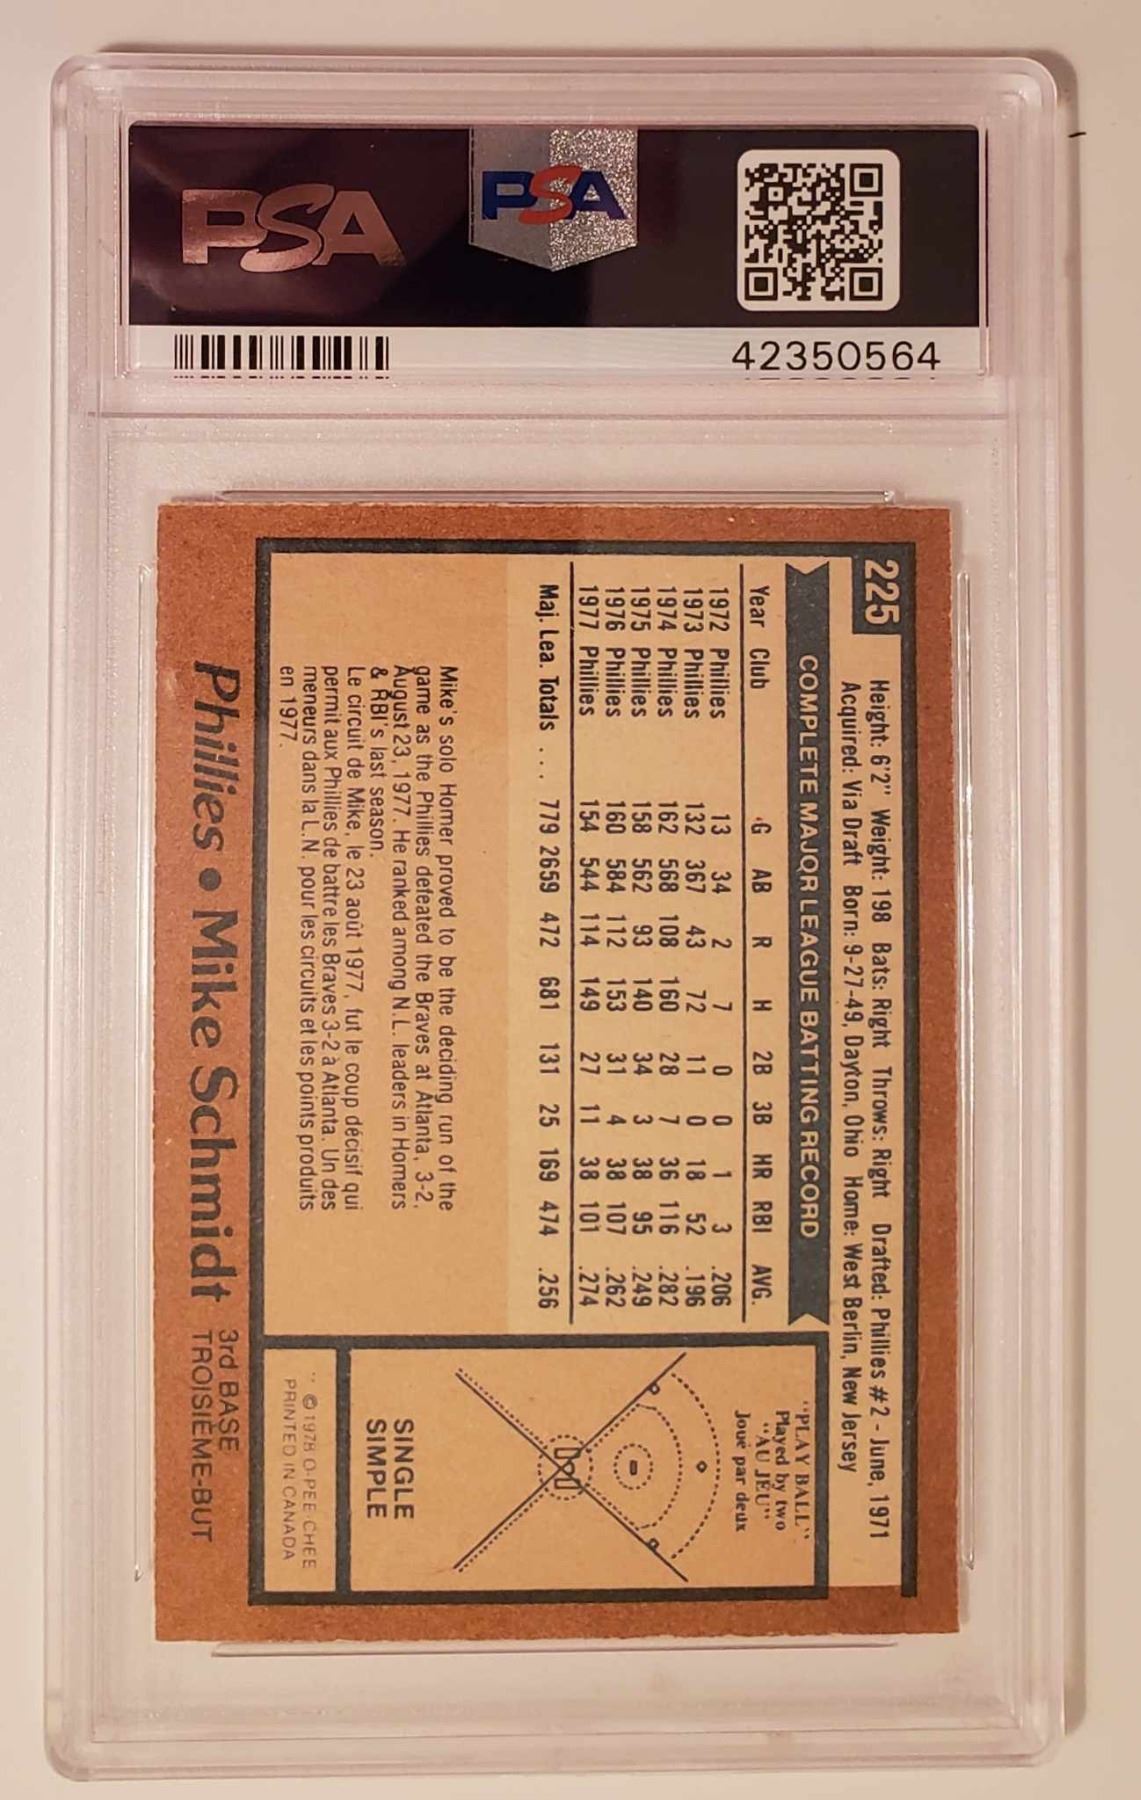 PSA
PSA
42350564
225
Height: 6'2" Weight: 198 Bats: Right Throws: Right Drafted: Phillies #2 - June, 1971
Acquired: Via Draft Born: 9-27-49, Dayton, Ohio Home: West Berlin, New Jersey
COMPLETE MAJOR LEAGUE BATTING RECORD
Year Club G AB R H 2B 3B HR RBI AVG.
1972 Phillies 13 34 2 7 0 0 1 3 .206
1973 Phillies 132 367 43 72 11 0 18 52 .196
1974 Phillies 162 568 108 160 28 7 36 116 .282
1975 Phillies 158 562 93 140 34 3 38 95 .249
1976 Phillies 160 584 112 153 31 4 38 107 .262
1977 Phillies 154 544 114 149 27 11 38 101 .274
Maj. Lea. Totals ... 779 2659 472 681 131 25 169 474 .256
Mike's solo Homer proved to be the deciding run of the
game as the Phillies defeated the Braves at Atlanta, 3-2,
August 23, 1977. He ranked among N.L. leaders in Homers
& RBI's last season.
Le circuit de Mike, le 23 août 1977, fut le coup décisif qui
permit aux Phillies de battre les Braves 3-2 à Atlanta. Un des
meneurs dans la L.N. pour les circuits et les points produits
en 1977.
"PLAY BALL"
Played by two
"AU JEU"
Joué par deux
SINGLE
SIMPLE
© 1978 O-PEE-CHEE
PRINTED IN CANADA
Phillies • Mike Schmidt
3rd BASE
TROISIÈME-BUT